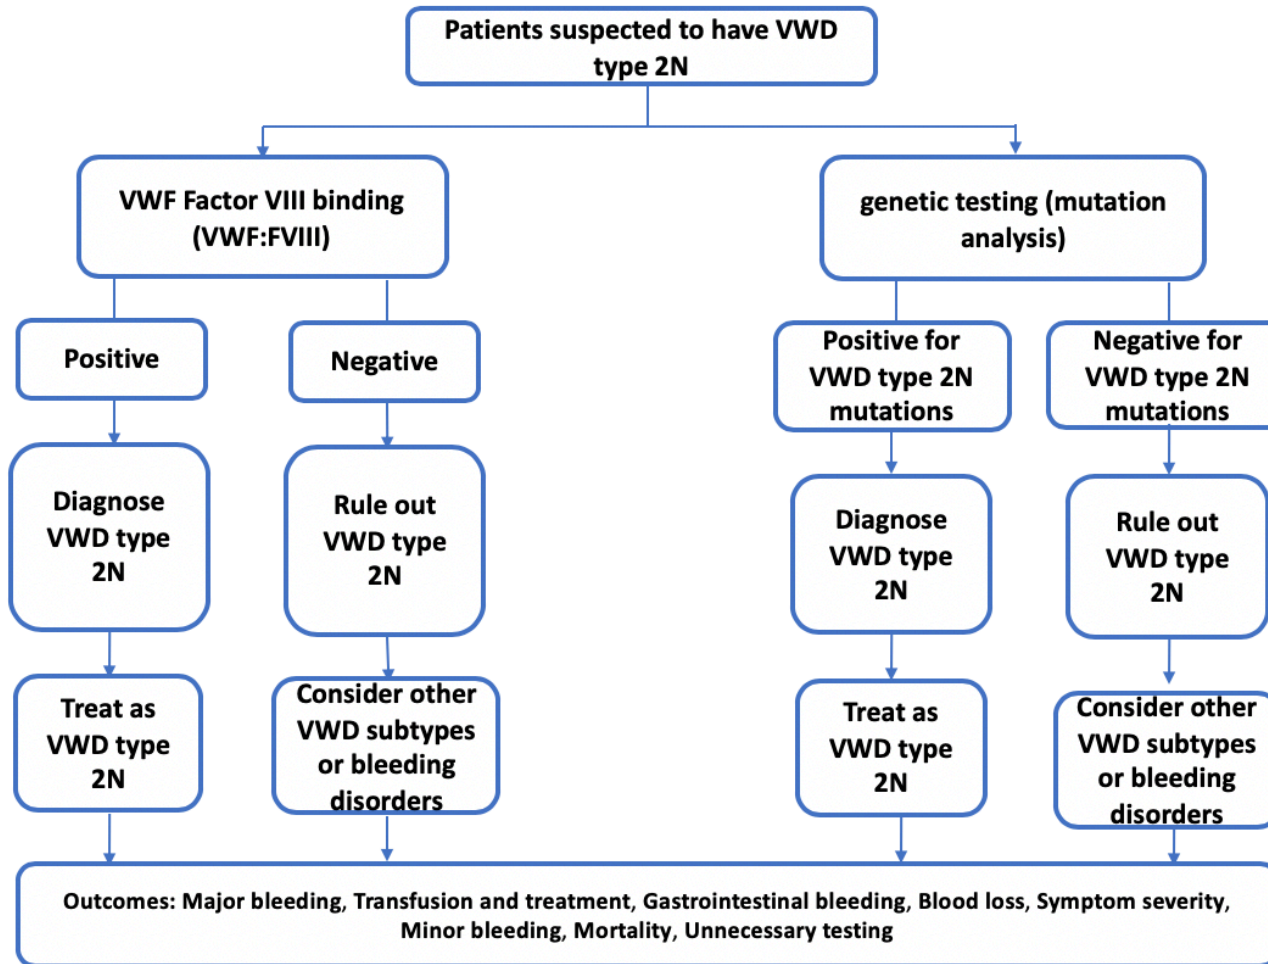 Patients suspected to have VWD
type 2N
VWF Factor VIII binding
(VWF:FVIII)
genetic testing (mutation
analysis)
Positive
Negative
Positive for
VWD type 2N
mutations
Negative for
VWD type 2N
mutations
Diagnose
VWD type
2N
Rule out
VWD type
2N
Diagnose
VWD type
2N
Rule out
VWD type
2N
Treat as
VWD type
2N
Consider other
VWD subtypes
or bleeding
disorders
Treat as
VWD type
2N
Consider other
VWD subtypes
or bleeding
disorders
Outcomes: Major bleeding, Transfusion and treatment, Gastrointestinal bleeding, Blood loss, Symptom severity,
Minor bleeding, Mortality, Unnecessary testing